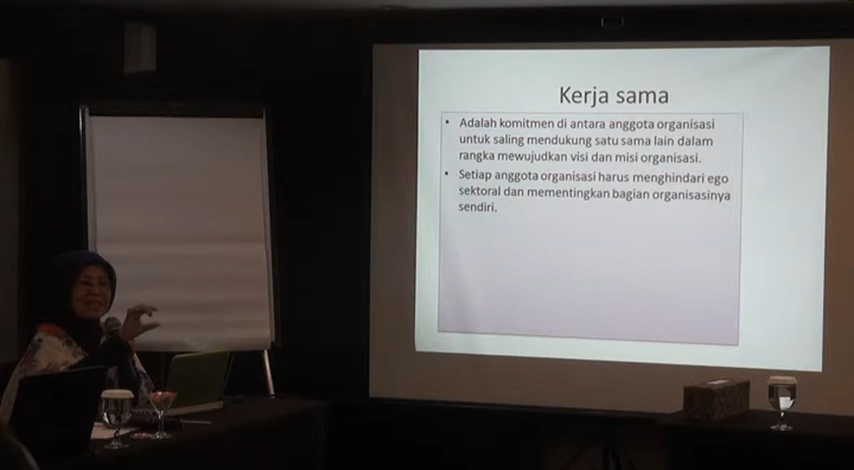 Kerja sama
• Adalah komitmen di antara anggota organisasi
untuk saling mendukung satu sama lain dalam
rangka mewujudkan visi dan misi organisasi.
• Setiap anggota organisasi harus menghindari ego
sektoral dan mementingkan bagian organisasinya
sendiri.